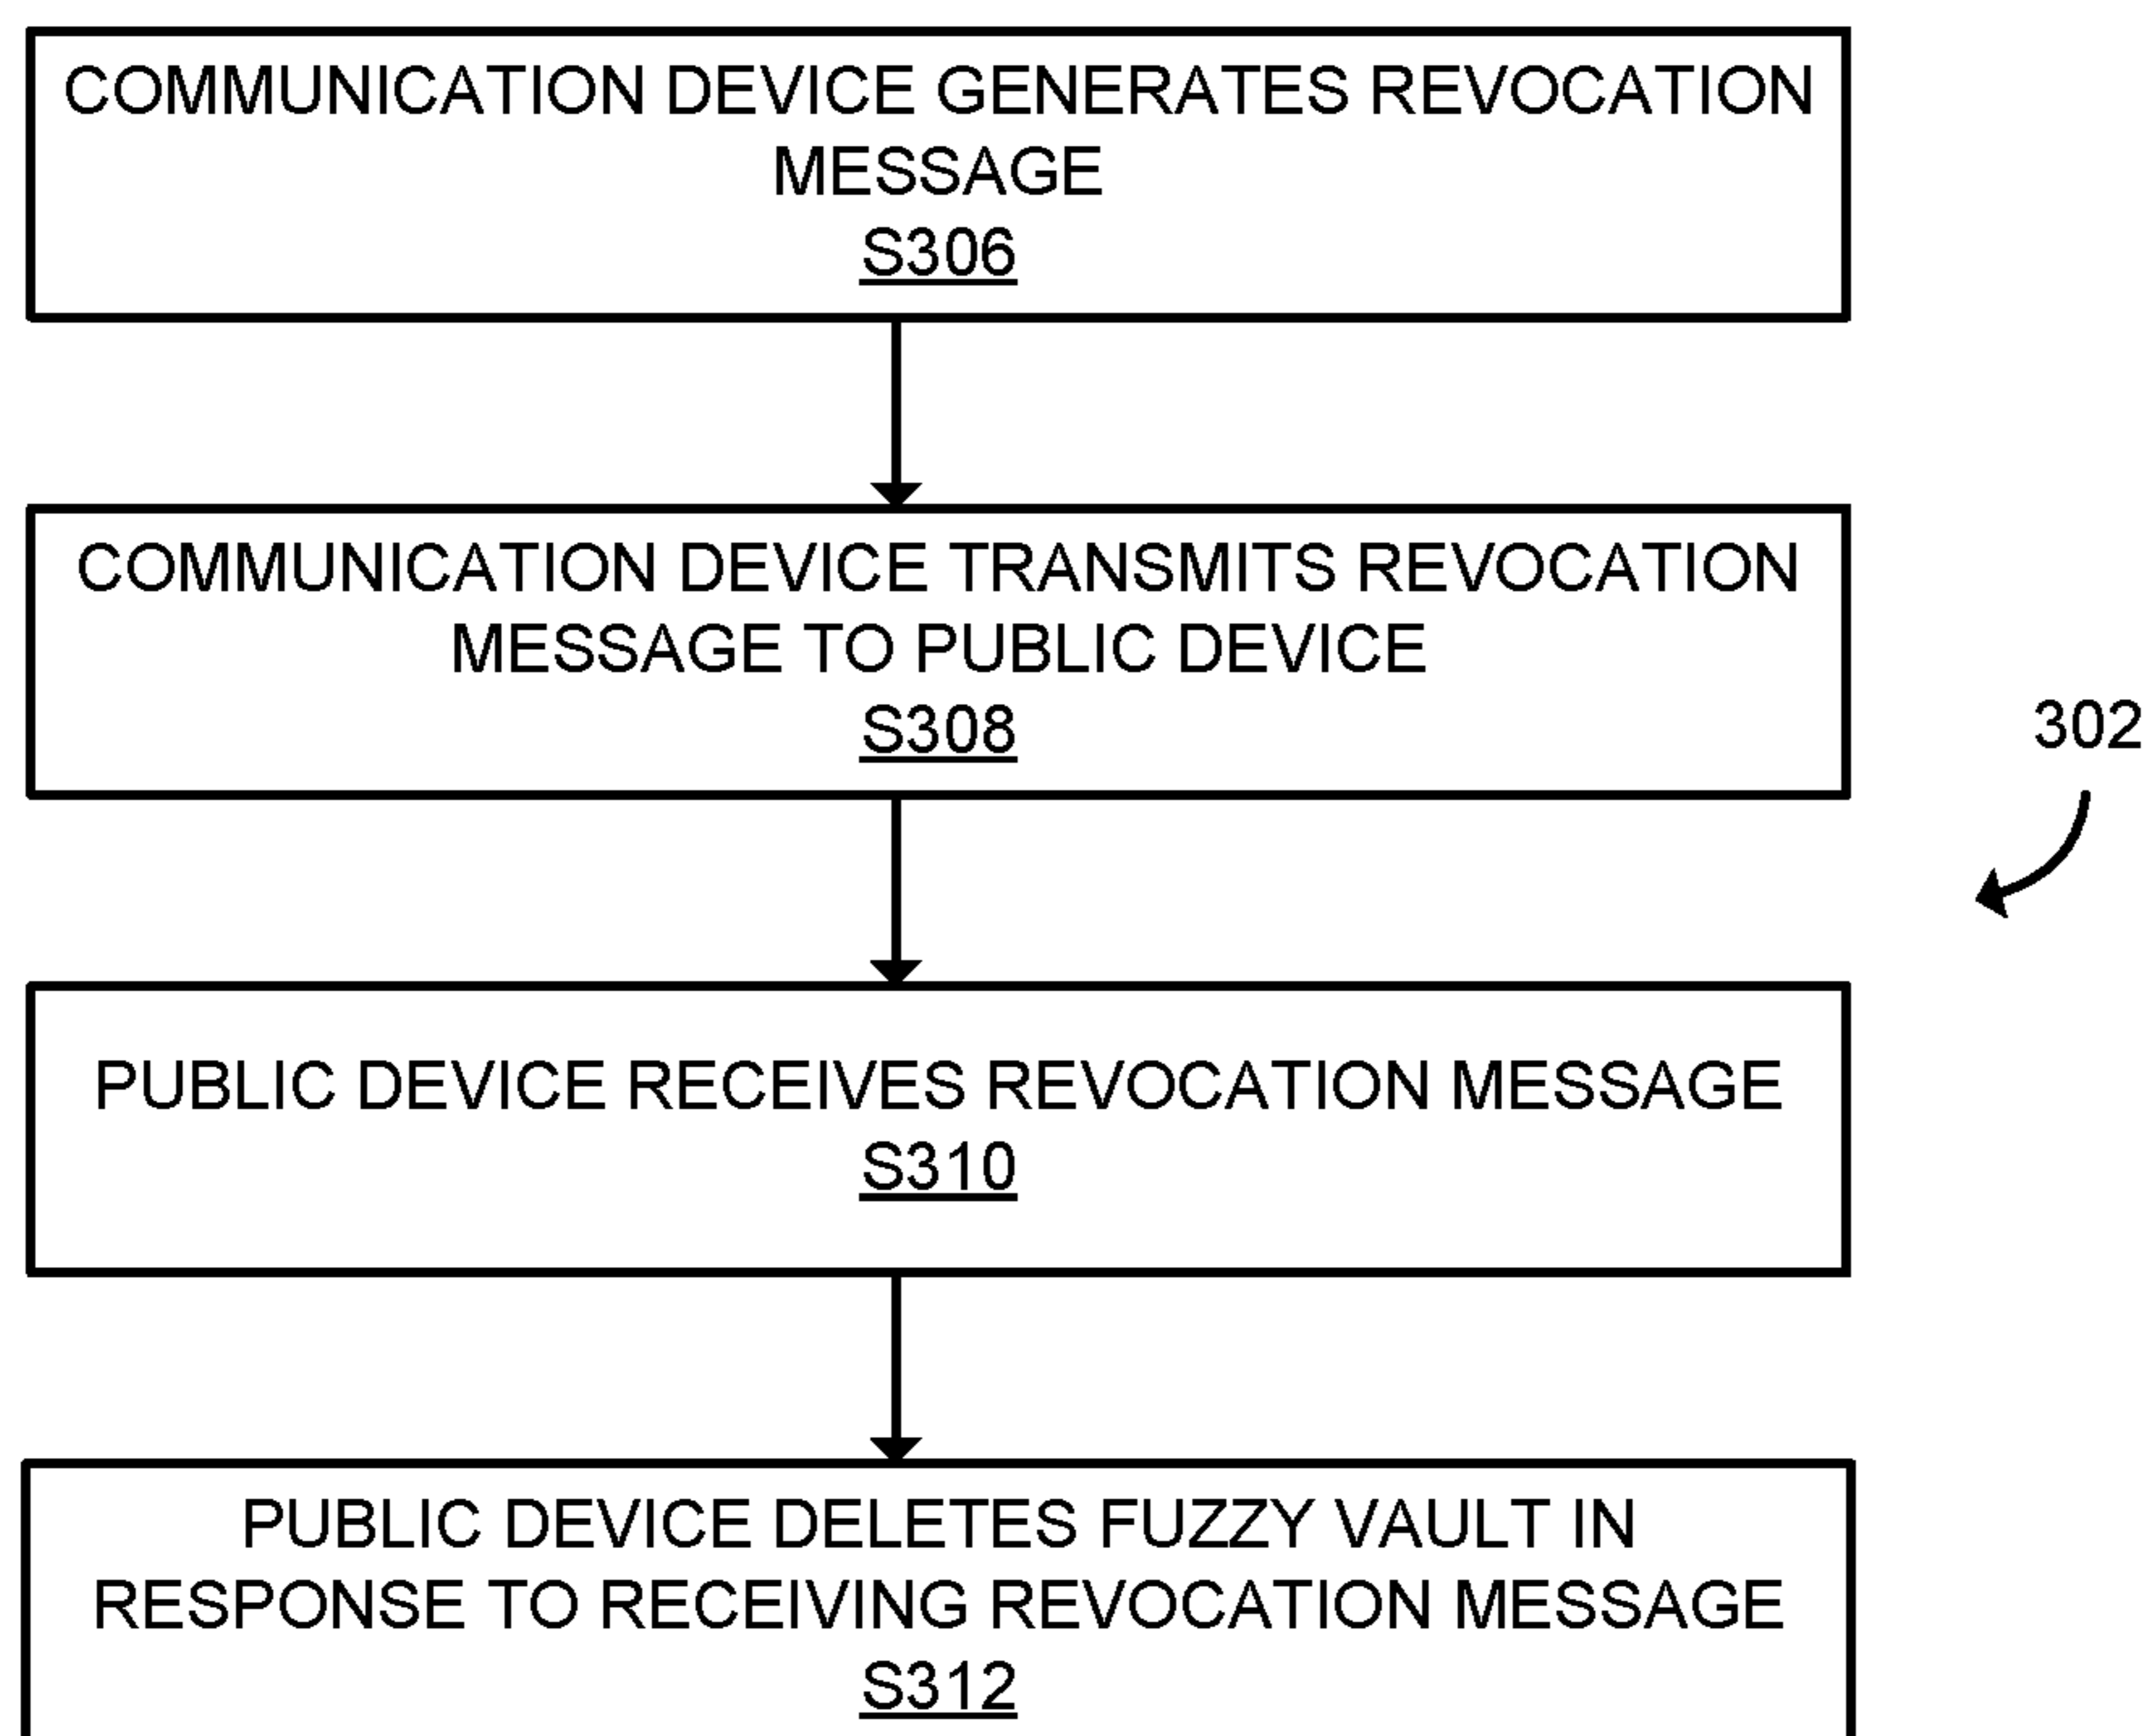 COMMUNICATION DEVICE GENERATES REVOCATION
MESSAGE
S306
COMMUNICATION DEVICE TRANSMITS REVOCATION
MESSAGE TO PUBLIC DEVICE
S308
302
PUBLIC DEVICE RECEIVES REVOCATION MESSAGE
S310
PUBLIC DEVICE DELETES FUZZY VAULT IN
RESPONSE TO RECEIVING REVOCATION MESSAGE
S312